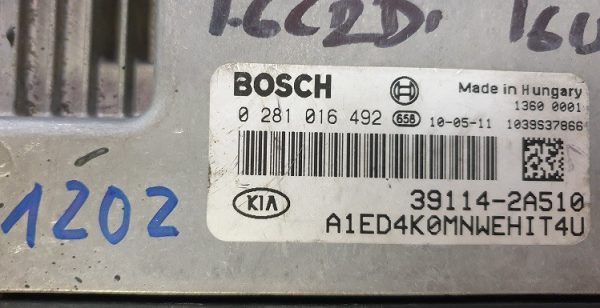 1.6CRDi 16V
BOSCH
Made in Hungary
1360 0001
0 281 016 492 658 10-05-11 1039S37866
KIA
39114-2A510
A1ED4K0MNWEHIT4U
1202